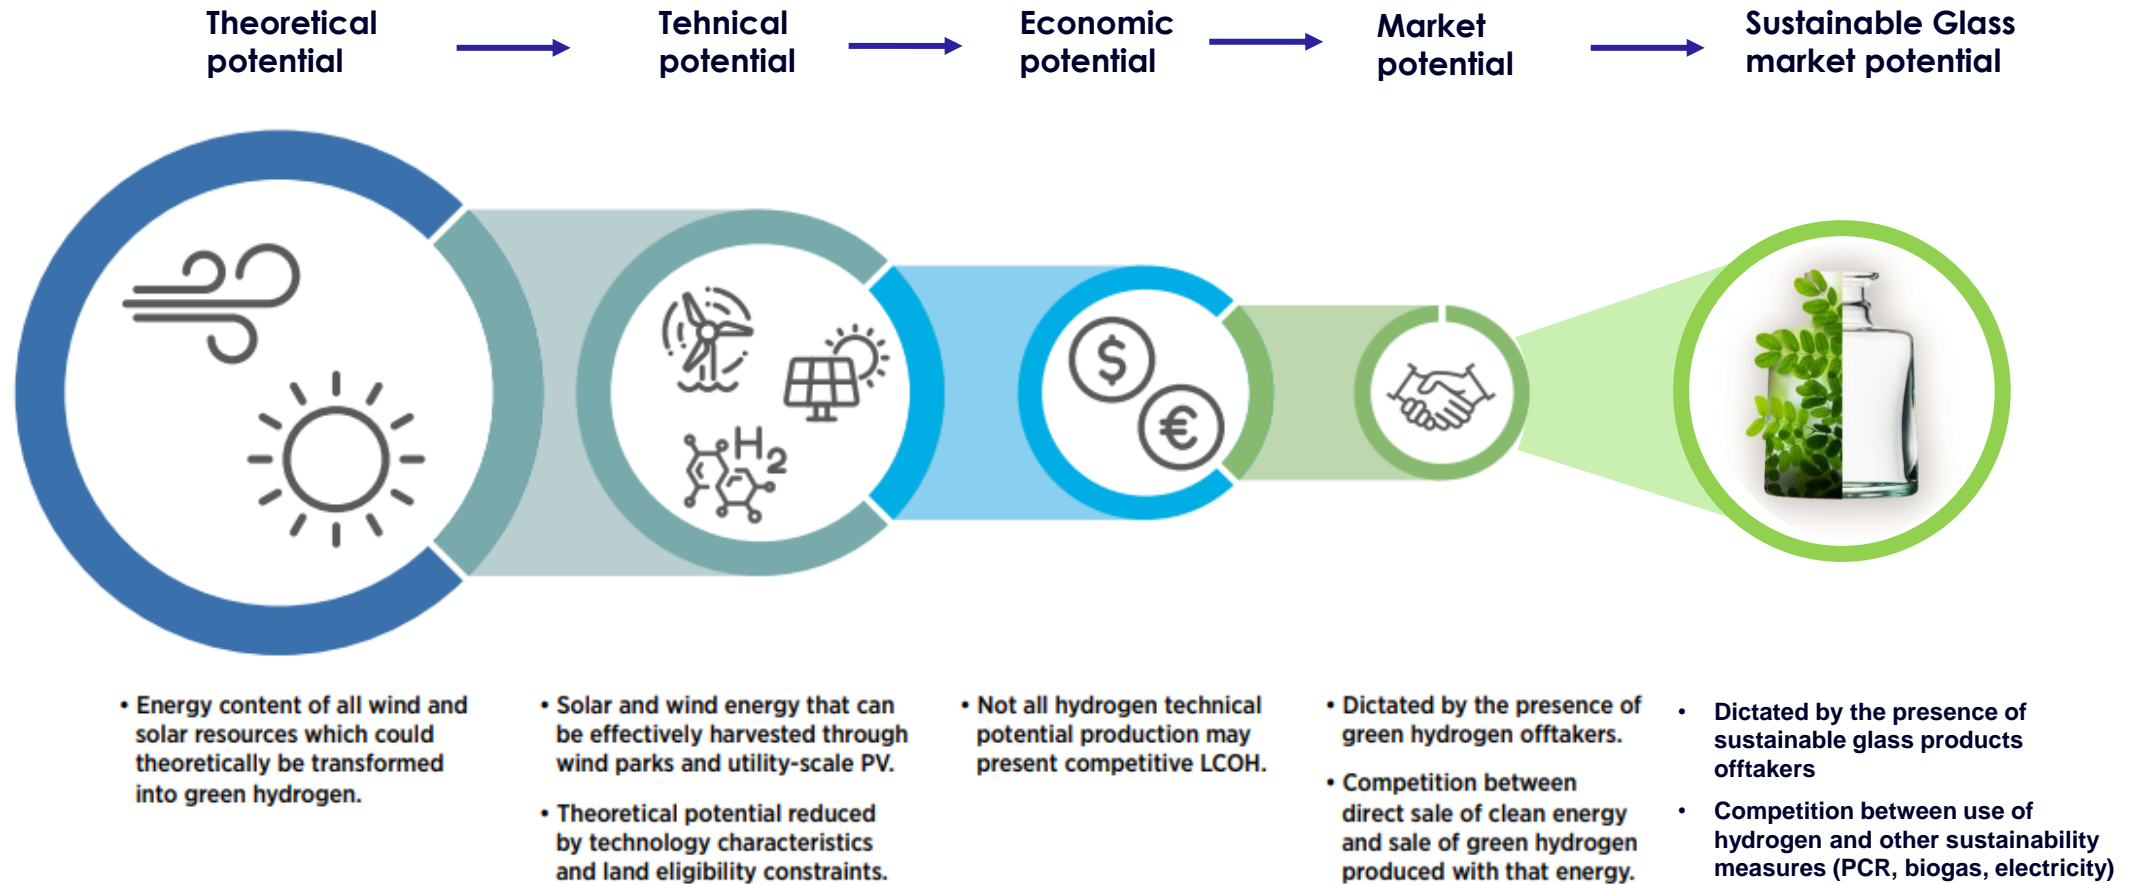 Theoretical
potential
Tehnical
potential
Economic
potential
Market
potential
Sustainable Glass
market potential
H2
$
€
• Energy content of all wind and
solar resources which could
theoretically be transformed
into green hydrogen.
• Solar and wind energy that can
be effectively harvested through
wind parks and utility-scale PV.
• Theoretical potential reduced
by technology characteristics
and land eligibility constraints.
• Not all hydrogen technical
potential production may
present competitive LCOH.
• Dictated by the presence of
green hydrogen offtakers.
• Competition between
direct sale of clean energy
and sale of green hydrogen
produced with that energy.
• Dictated by the presence of
sustainable glass products
offtakers
• Competition between use of
hydrogen and other sustainability
measures (PCR, biogas, electricity)